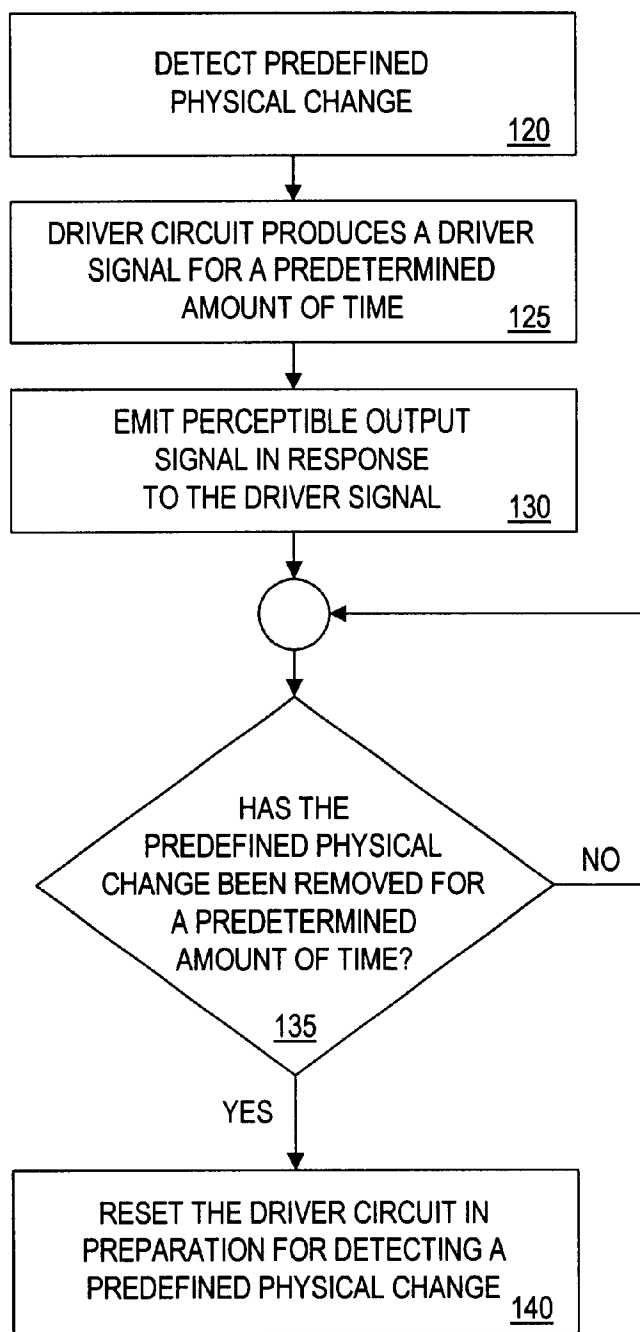 DETECT PREDEFINED
PHYSICAL CHANGE
120
DRIVER CIRCUIT PRODUCES A DRIVER
SIGNAL FOR A PREDETERMINED
AMOUNT OF TIME
125
EMIT PERCEPTIBLE OUTPUT
SIGNAL IN RESPONSE
TO THE DRIVER SIGNAL
130
HAS THE
PREDEFINED PHYSICAL
CHANGE BEEN REMOVED FOR
A PREDETERMINED
AMOUNT OF TIME?
135
NO
YES
RESET THE DRIVER CIRCUIT IN
PREPARATION FOR DETECTING A
PREDEFINED PHYSICAL CHANGE
140